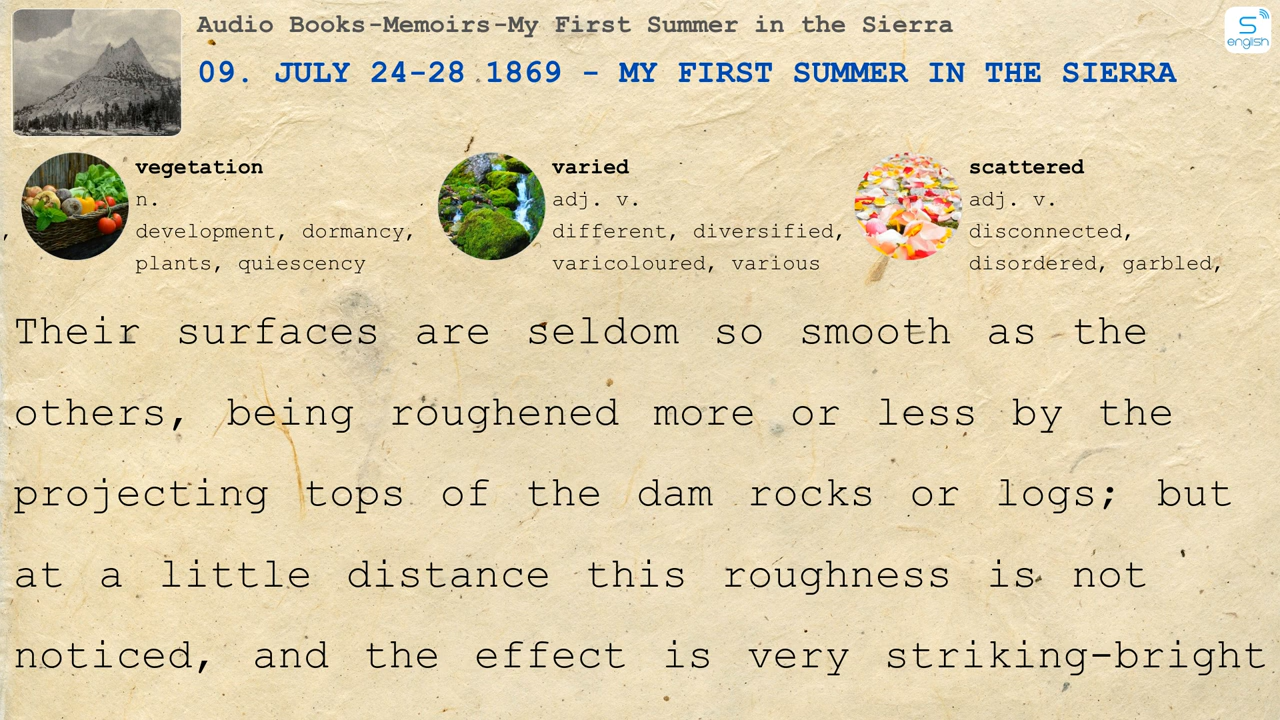 Audio Books-Memoirs-My First Summer in the Sierra
09. JULY 24-28 1869 - MY FIRST SUMMER IN THE SIERRA
S
english
vegetation
n.
development, dormancy,
plants, quiescency
varied
adj. v.
different, diversified,
varicoloured, various
scattered
adj. v.
disconnected,
disordered, garbled,
Their surfaces are seldom so smooth as the
others, being roughened more or less by the
projecting tops of the dam rocks or logs; but
at a little distance this roughness is not
noticed, and the effect is very striking-bright